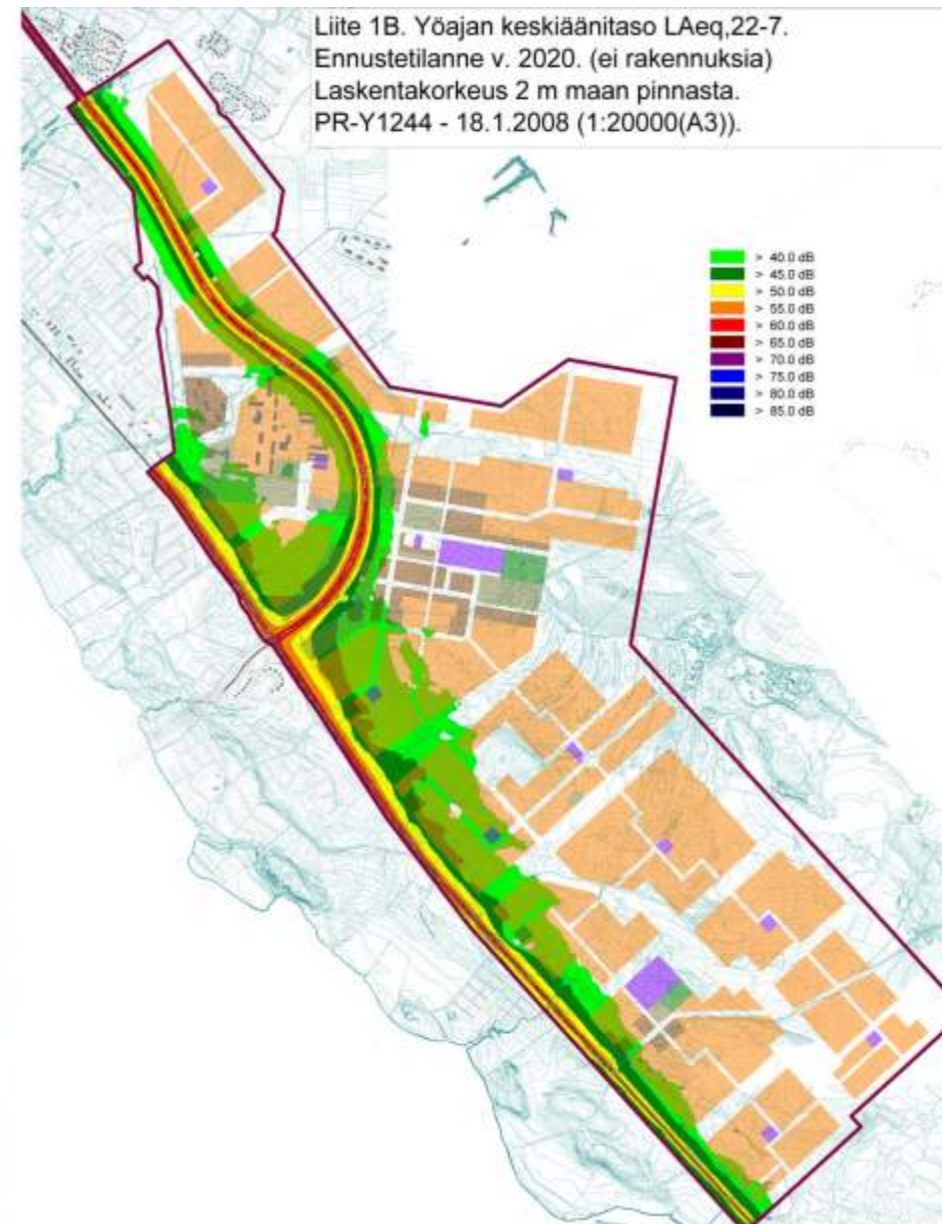 Liite 1B. Yöajan keskiäänitaso LAeq,22-7.
Ennustetilanne v. 2020. (ei rakennuksia)
Laskentakorkeus 2 m maan pinnasta.
PR-Y1244 - 18.1.2008 (1:20000(A3)).
> 40.0 dB
> 45.0 dB
> 50.0 dB
> 55.0 dB
> 60.0 dB
> 65.0 dB
> 70.0 dB
> 75.0 dB
> 80.0 dB
> 85.0 dB